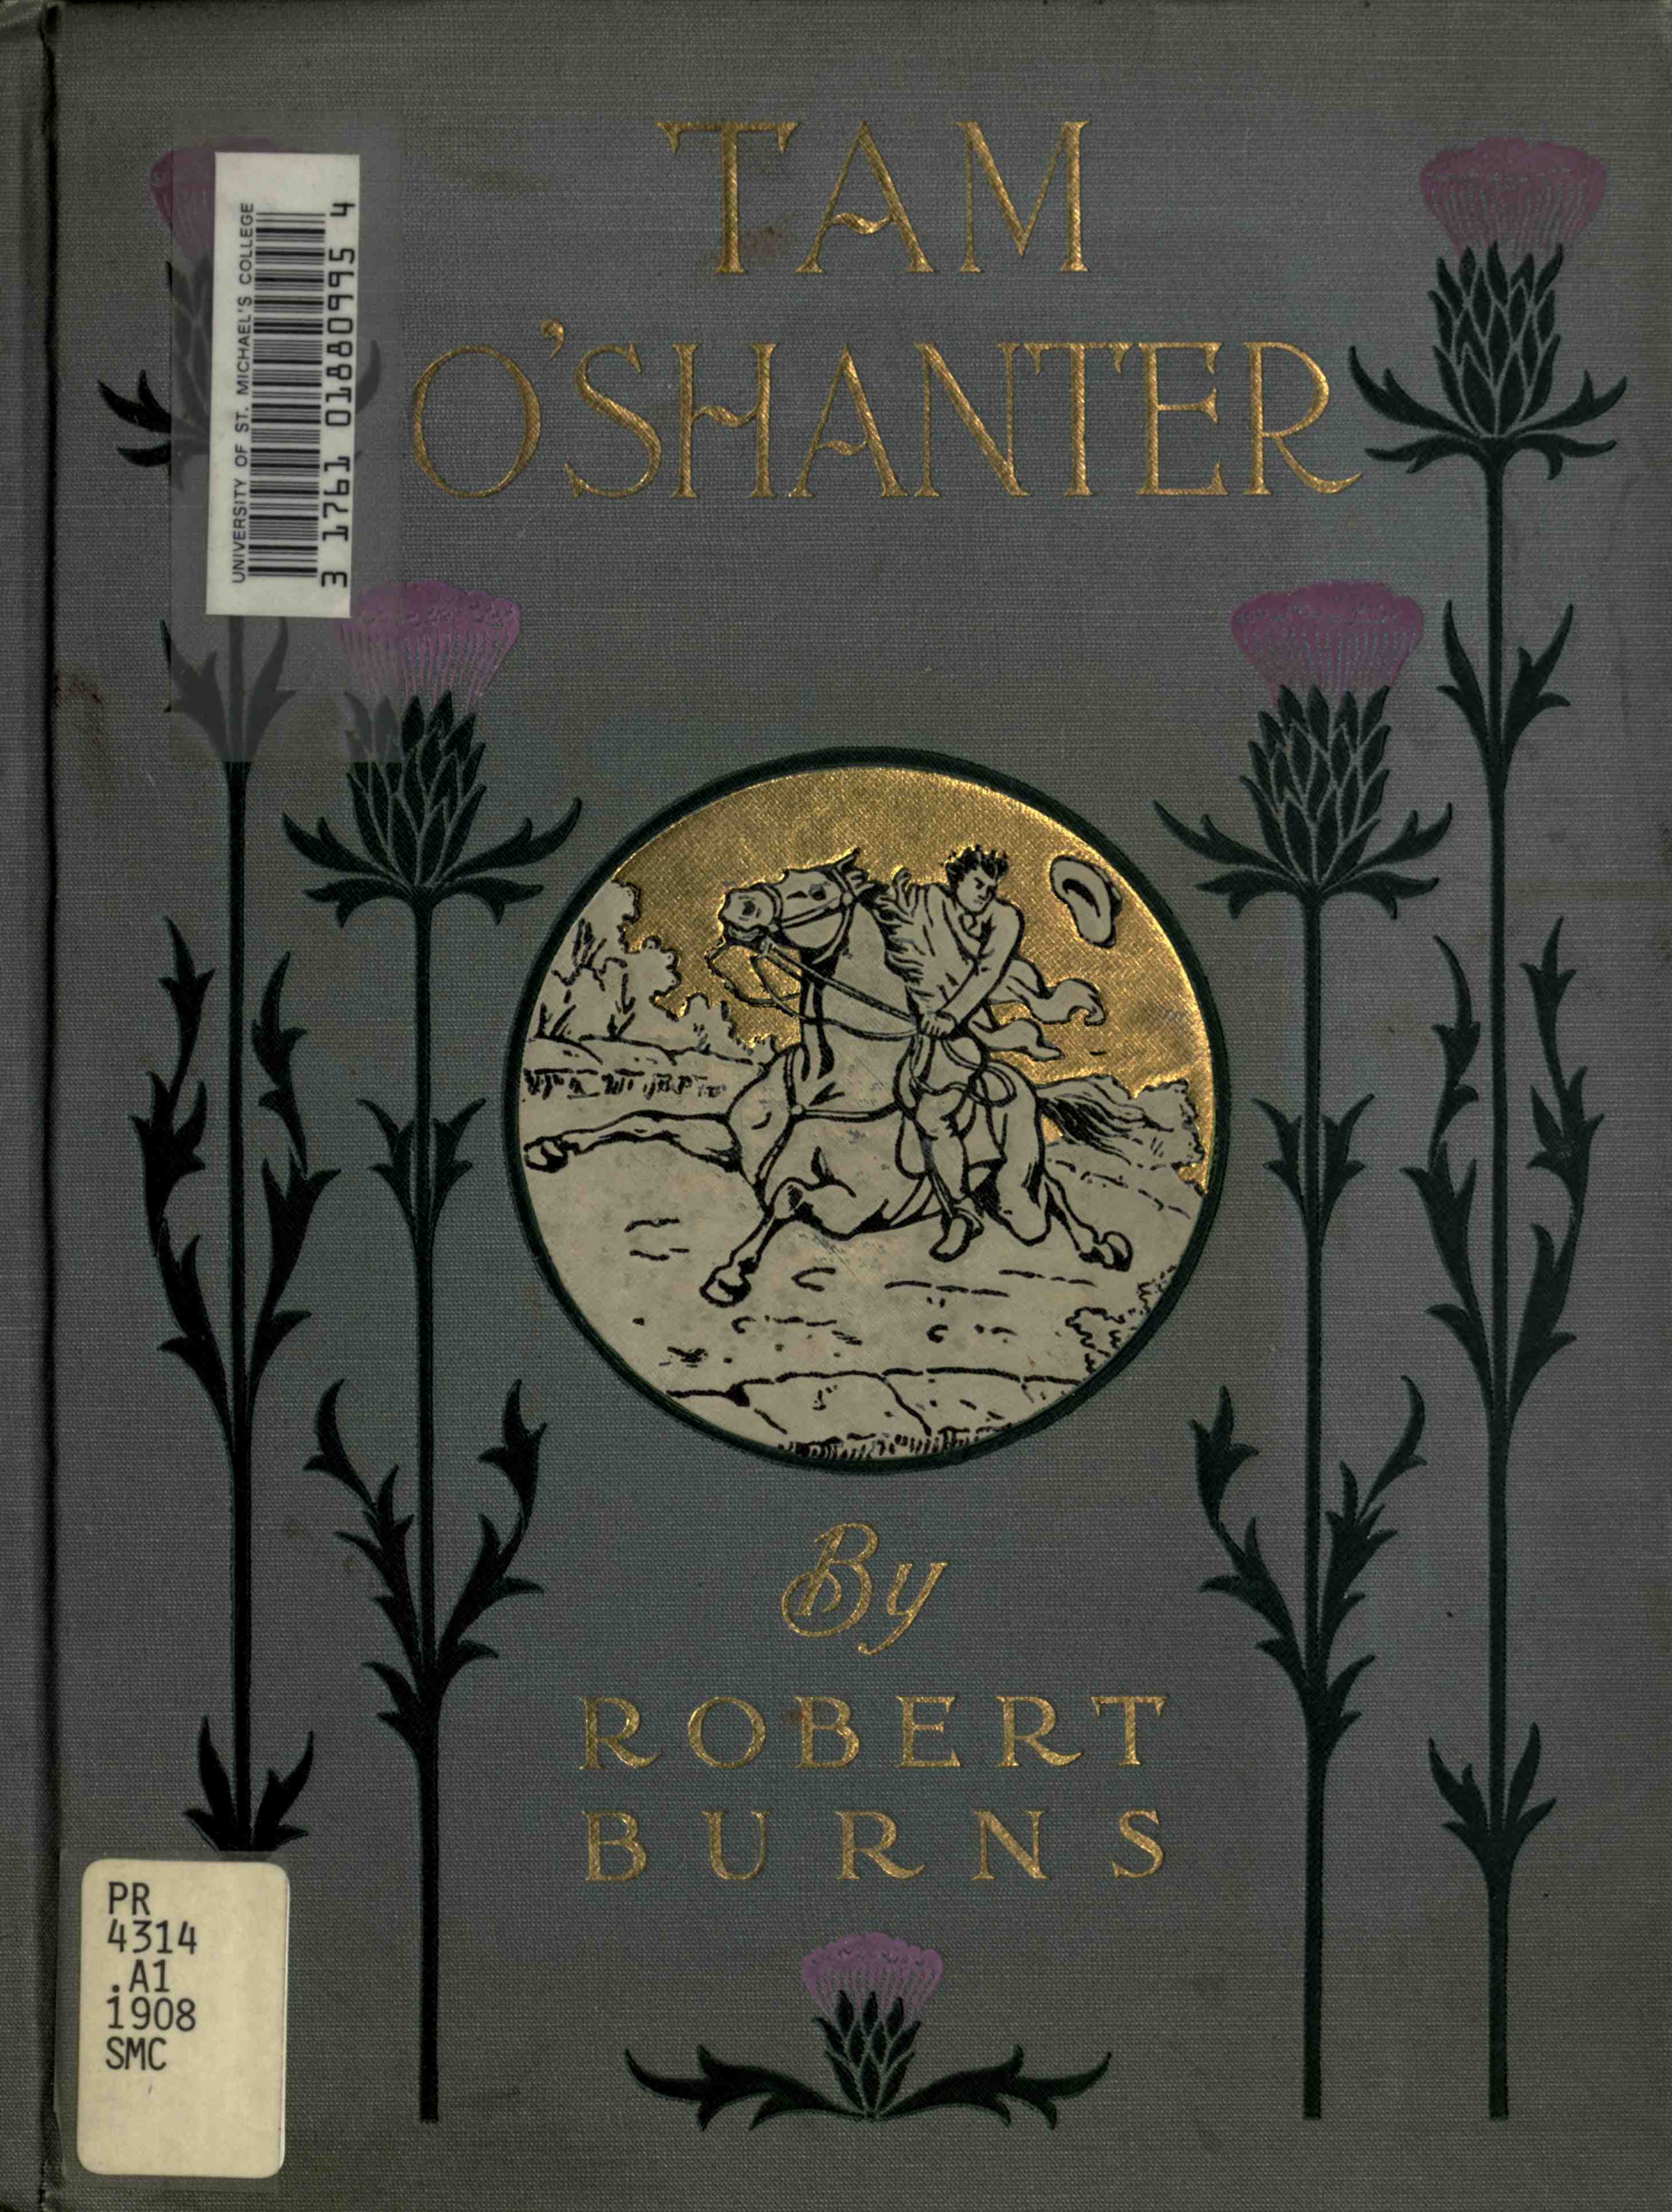 TAM
O'SHANTER
UNIVERSITY OF ST. MICHAEL'S COLLEGE
3 1761 01880995 4
By
ROBERT
BURNS
PR
4314
.A1
1908
SMC